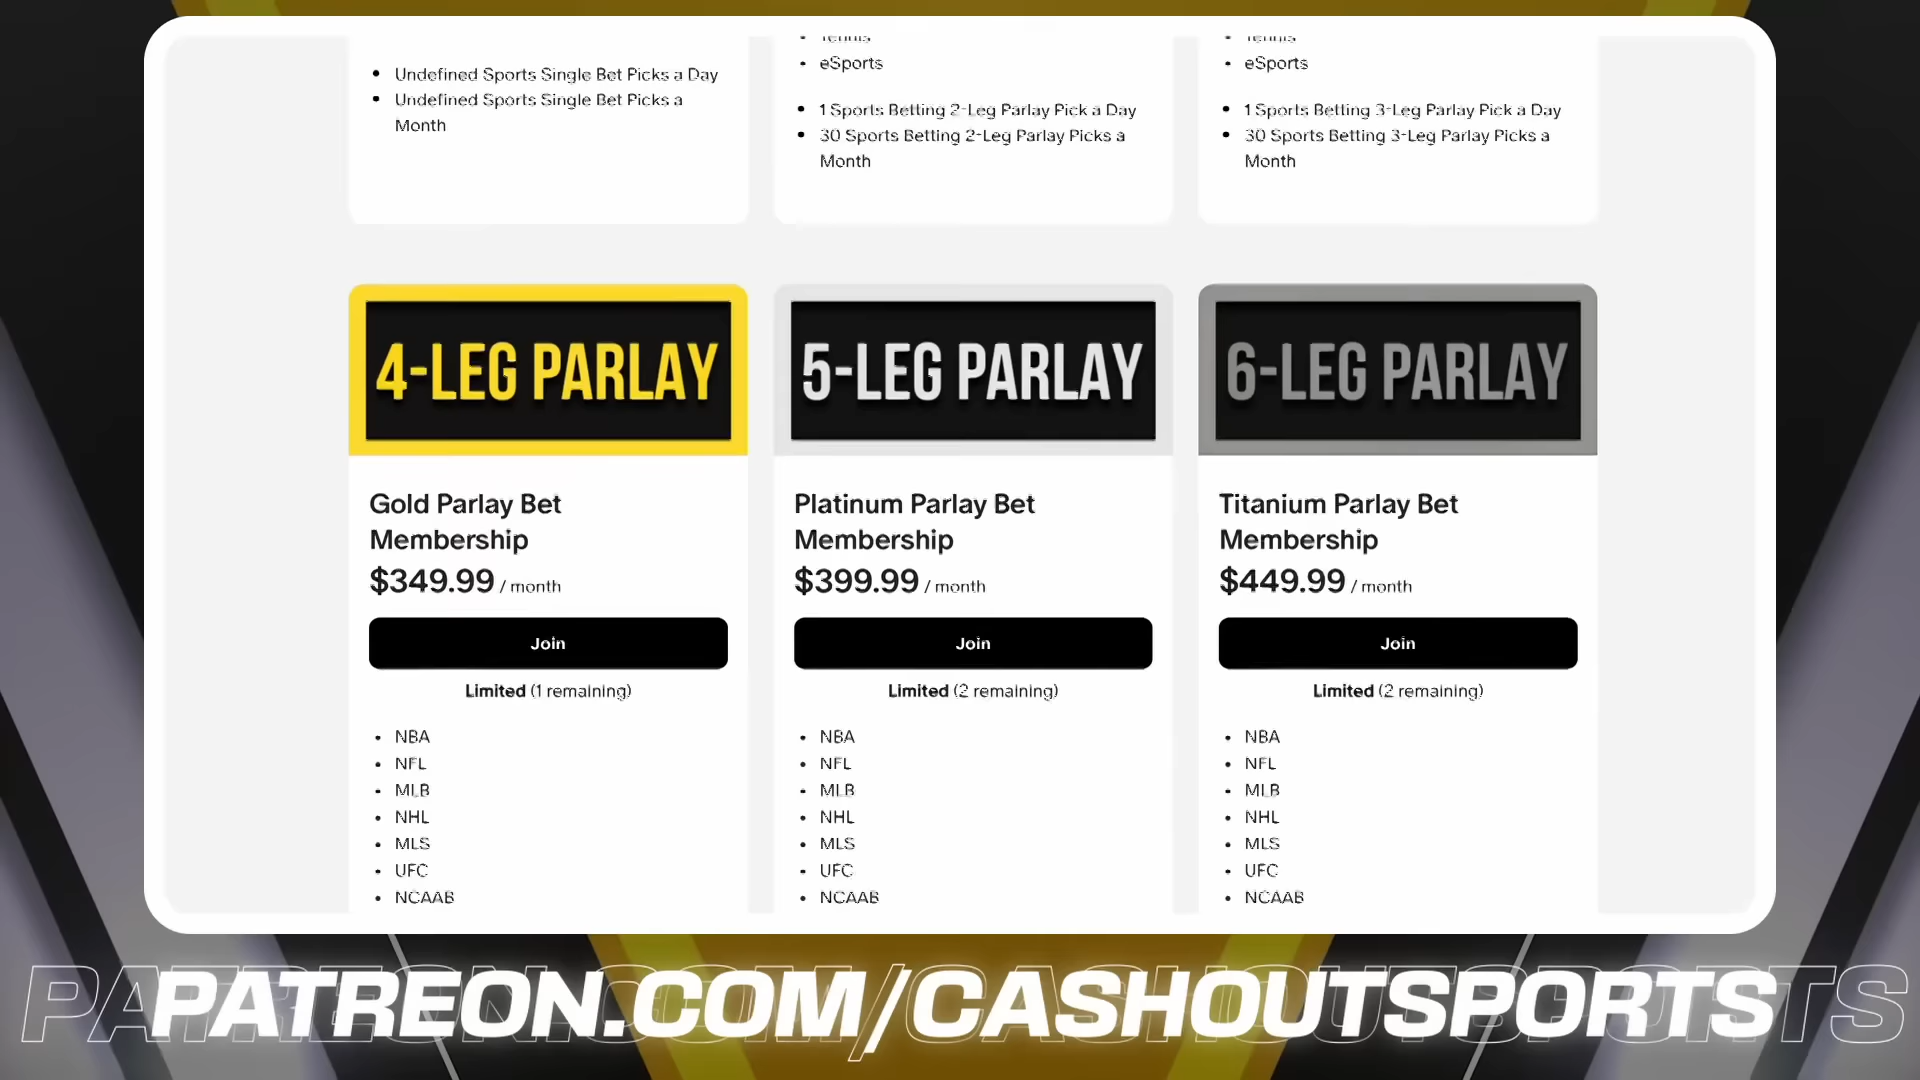 Undefined Sports Single Bet Picks a Day
Undefined Sports Single Bet Picks a
Month
Tennis
eSports
1 Sports Betting 2-Leg Parlay Pick a Day
30 Sports Betting 2-Leg Parlay Picks a
Month
Tennis
eSports
1 Sports Betting 3-Leg Parlay Pick a Day
30 Sports Betting 3-Leg Parlay Picks a
Month
4-LEG PARLAY
Gold Parlay Bet
Membership
$349.99 / month
Join
Limited (1 remaining)
NBA
NFL
MLB
NHL
MLS
UFC
NCAAB
5-LEG PARLAY
Platinum Parlay Bet
Membership
$399.99 / month
Join
Limited (2 remaining)
NBA
NFL
MLB
NHL
MLS
UFC
NCAAB
6-LEG PARLAY
Titanium Parlay Bet
Membership
$449.99 / month
Join
Limited (2 remaining)
NBA
NFL
MLB
NHL
MLS
UFC
NCAAB
PATREON.COM/CASHOUTSPORTS